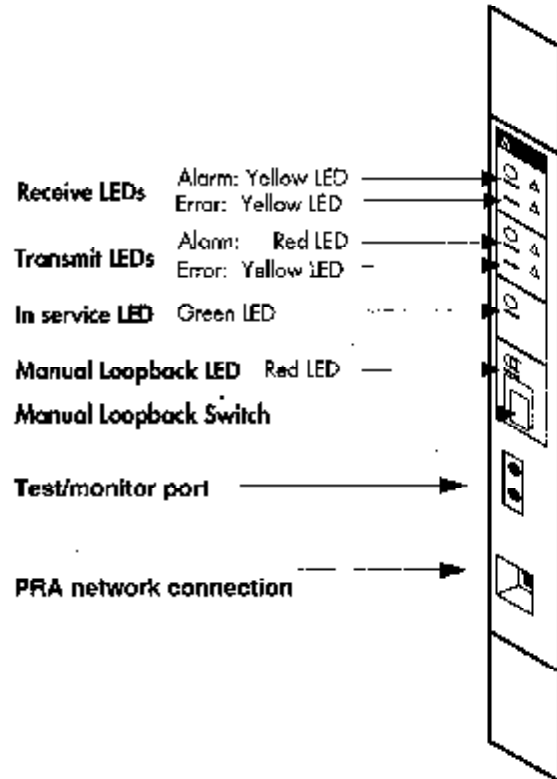 Receive LEDs Alarm: Yellow LED
Error: Yellow LED
Transmit LEDs Alarm: Red LED
Error: Yellow LED
In service LED Green LED
Manual Loopback LED Red LED
Manual Loopback Switch
Test/monitor port
PRA network connection